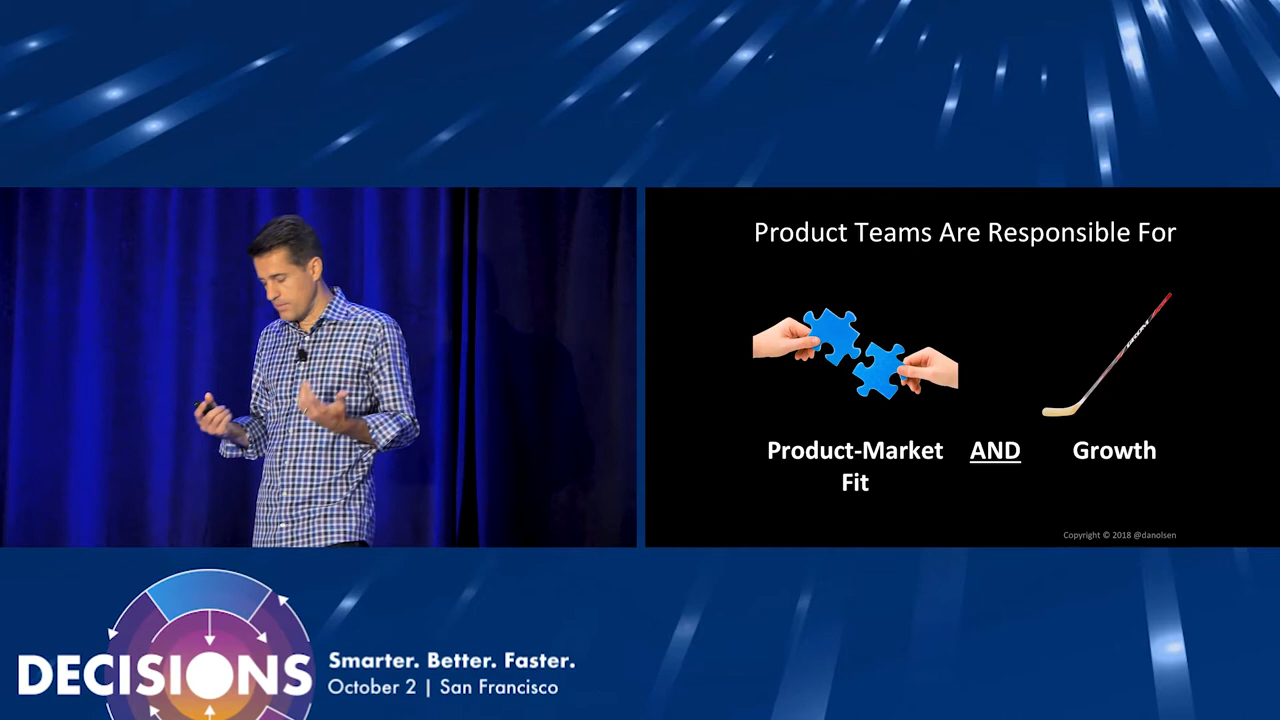 Product Teams Are Responsible For
Product-Market AND Growth
Fit
Copyright © 2018 @danolsen
DECISIONS
Smarter. Better. Faster.
October 2 | San Francisco